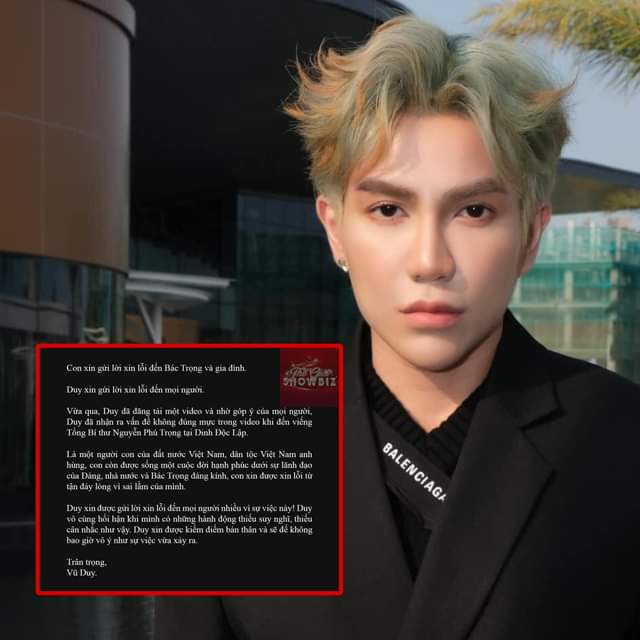 Con xin gửi lời xin lỗi đến Bác Trọng và gia đình.
Duy xin gửi lời xin lỗi đến mọi người.
Vừa qua, Duy đã đăng tải một video và nhờ góp ý của mọi người,
Duy đã nhận ra vấn đề không đúng mực trong video khi đến viếng
Tổng Bí thư Nguyễn Phú Trọng tại Dinh Độc Lập.
Là một người con của đất nước Việt Nam, dân tộc Việt Nam anh
hùng, con còn được sống một cuộc đời hạnh phúc dưới sự lãnh đạo
của Đảng, nhà nước và Bác Trọng đáng kính, con xin được xin lỗi từ
tận đáy lòng vì sai lầm của mình.
Duy xin được gửi lời xin lỗi đến mọi người nhiều vì sự việc này! Duy
vô cùng hối hận khi mình có những hành động thiếu suy nghĩ, thiếu
cân nhắc như vậy. Duy xin được kiểm điểm bản thân và sẽ để không
bao giờ vô ý như sự việc vừa xảy ra.
Trân trọng,
Vũ Duy.
SHOWBIZ
BALENCIAGA